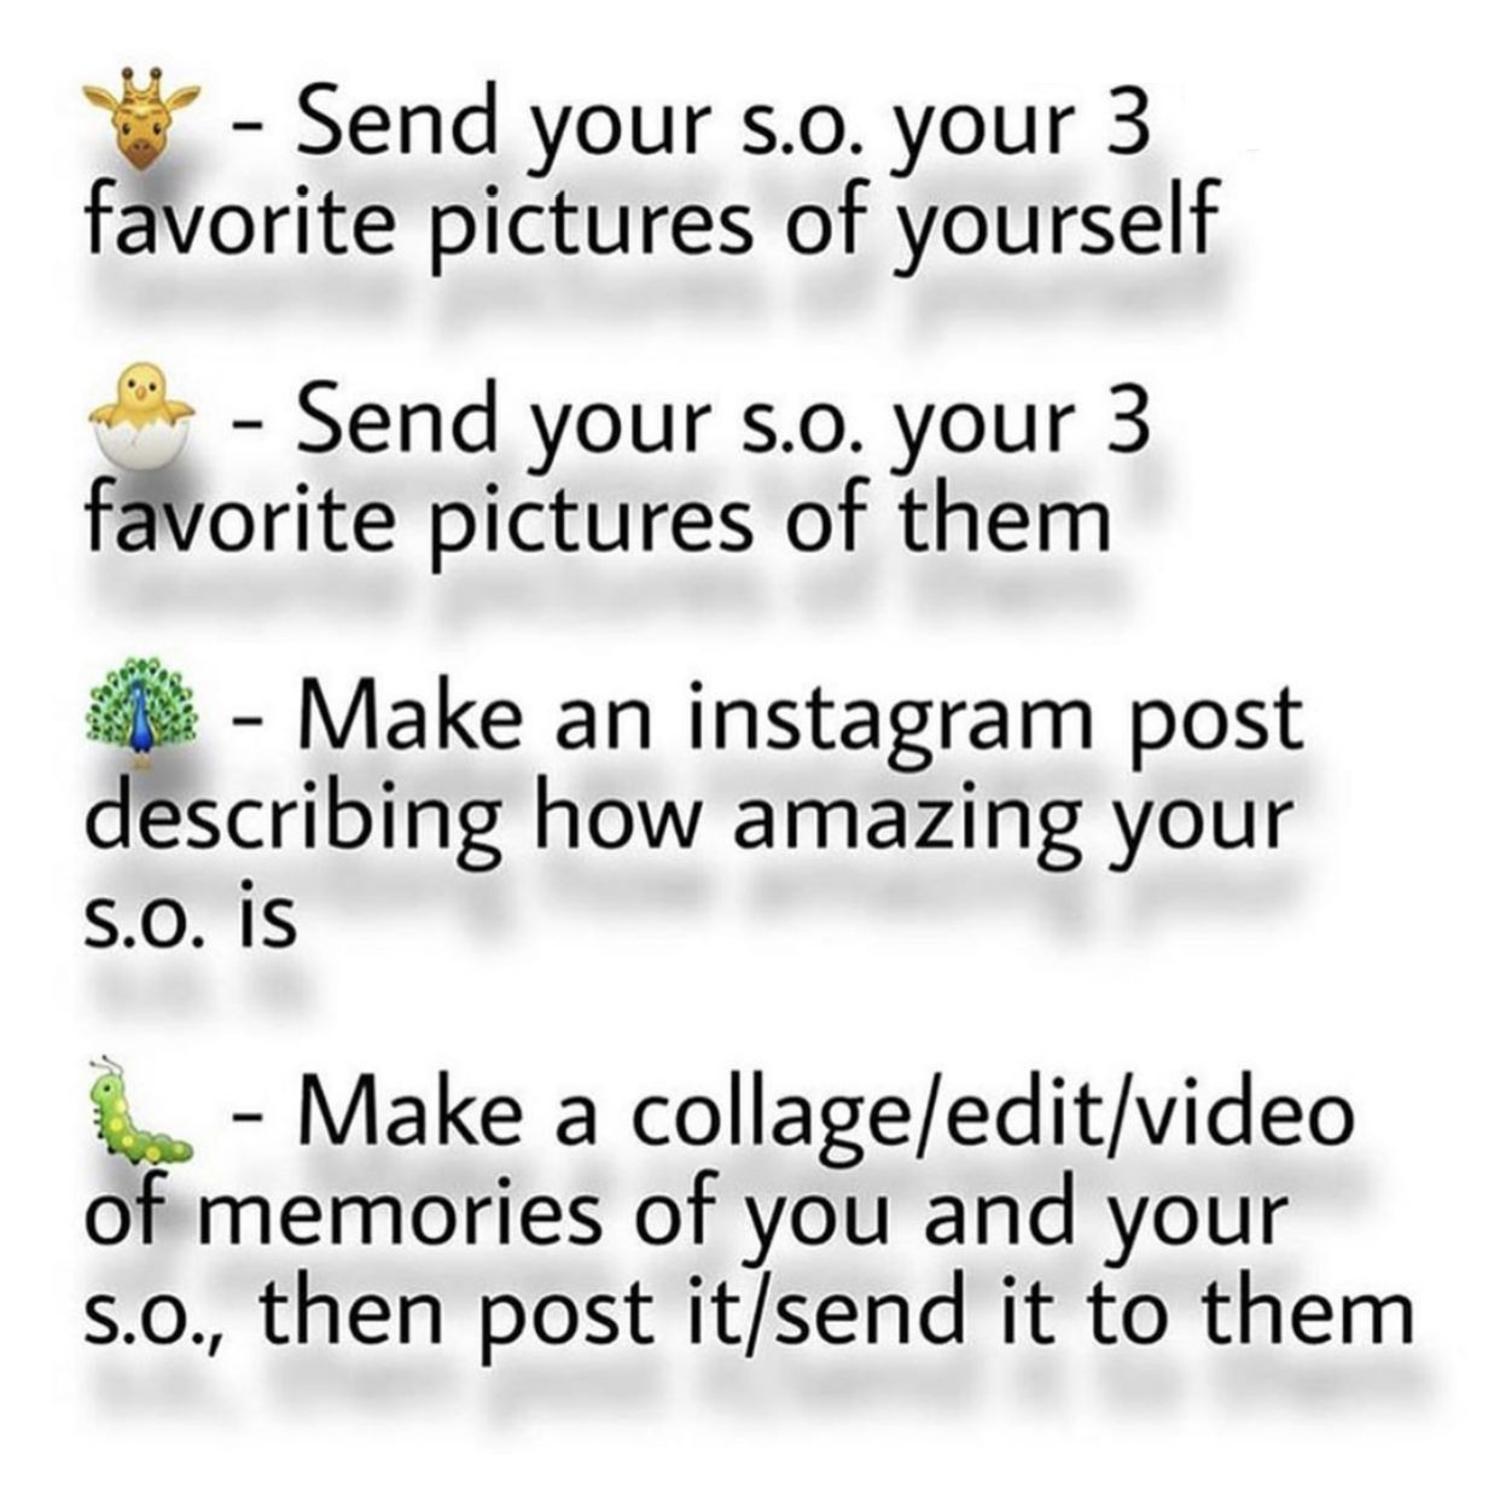 🦒 - Send your s.o. your 3
favorite pictures of yourself
🐣 - Send your s.o. your 3
favorite pictures of them
🦚 - Make an instagram post
describing how amazing your
s.o. is
🐛 - Make a collage/edit/video
of memories of you and your
s.o., then post it/send it to them